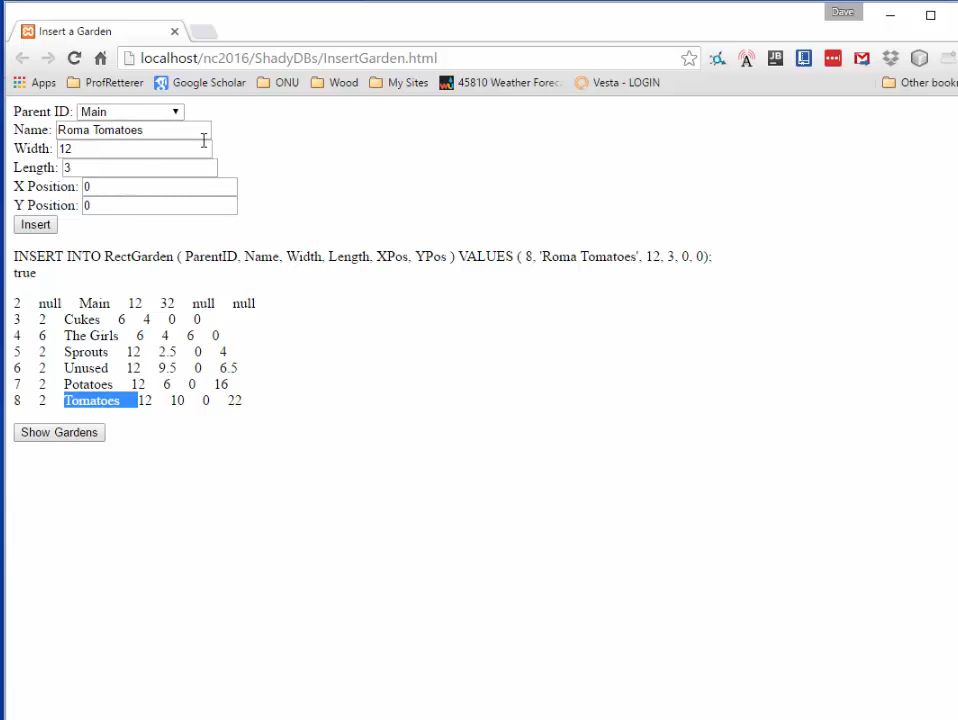 Dave
Insert a Garden
localhost/nc2016/ShadyDBs/InsertGarden.html
Apps ProfRetterer Google Scholar ONU Wood My Sites 45810 Weather Forec Vesta - LOGIN Other book
Parent ID: Main
Name: Roma Tomatoes
Width: 12
Length: 3
X Position: 0
Y Position: 0
Insert
INSERT INTO RectGarden ( ParentID, Name, Width, Length, XPos, YPos ) VALUES ( 8, 'Roma Tomatoes', 12, 3, 0, 0);
true
2 null Main 12 32 null null
3 2 Cukes 6 4 0 0
4 6 The Girls 6 4 6 0
5 2 Sprouts 12 2.5 0 4
6 2 Unused 12 9.5 0 6.5
7 2 Potatoes 12 6 0 16
8 2 Tomatoes 12 10 0 22
Show Gardens